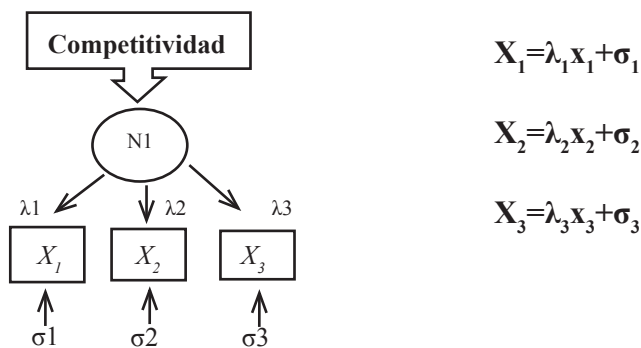 Competitividad
N1
λ1 λ2 λ3
X₁ X₂ X₃
σ1 σ2 σ3
X₁=λ₁x₁+σ₁
X₂=λ₂x₂+σ₂
X₃=λ₃x₃+σ₃